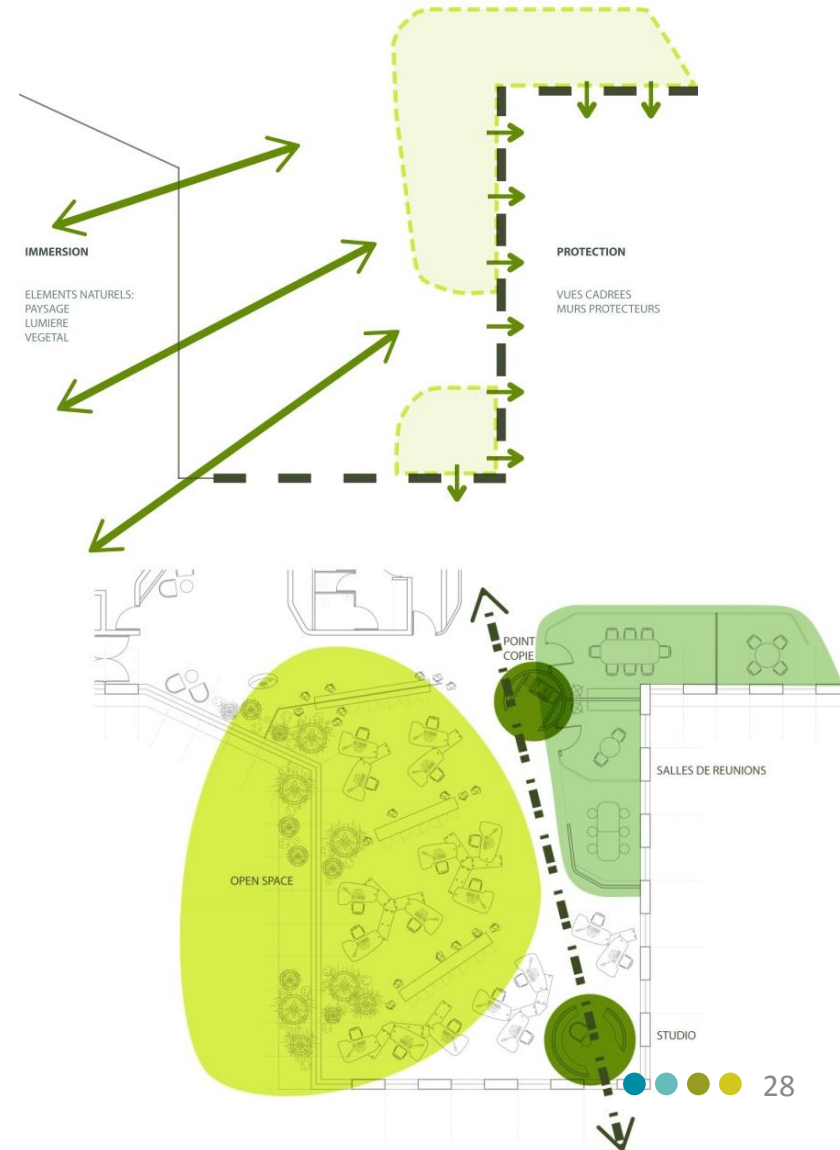 IMMERSION
ELEMENTS NATURELS:
PAYSAGE
LUMIERE
VEGETAL
PROTECTION
VUES CADREES
MURS PROTECTEURS
POINT
COPIE
SALLES DE REUNIONS
OPEN SPACE
STUDIO
28